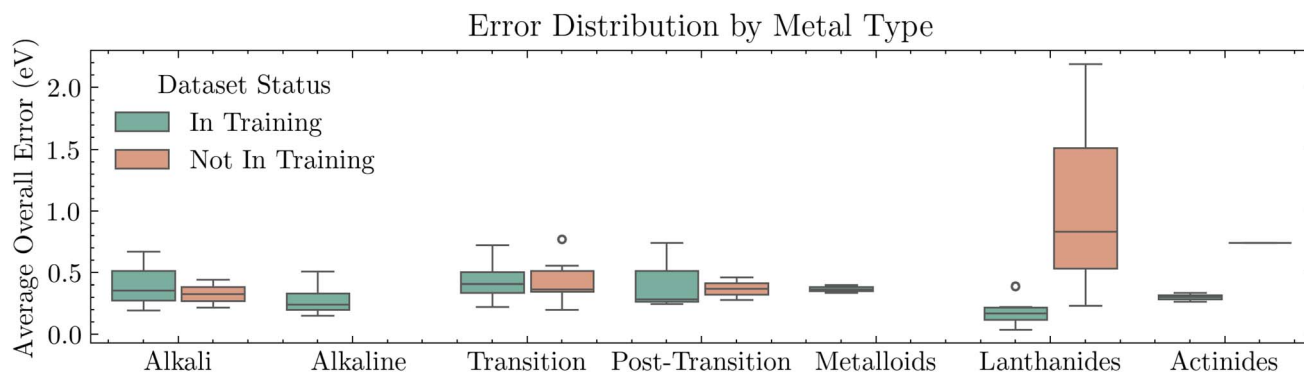 Error Distribution by Metal Type
Average Overall Error (eV)
2.0
1.5
1.0
0.5
0.0
Dataset Status
In Training
Not In Training
Alkali
Alkaline
Transition
Post-Transition
Metalloids
Lanthanides
Actinides